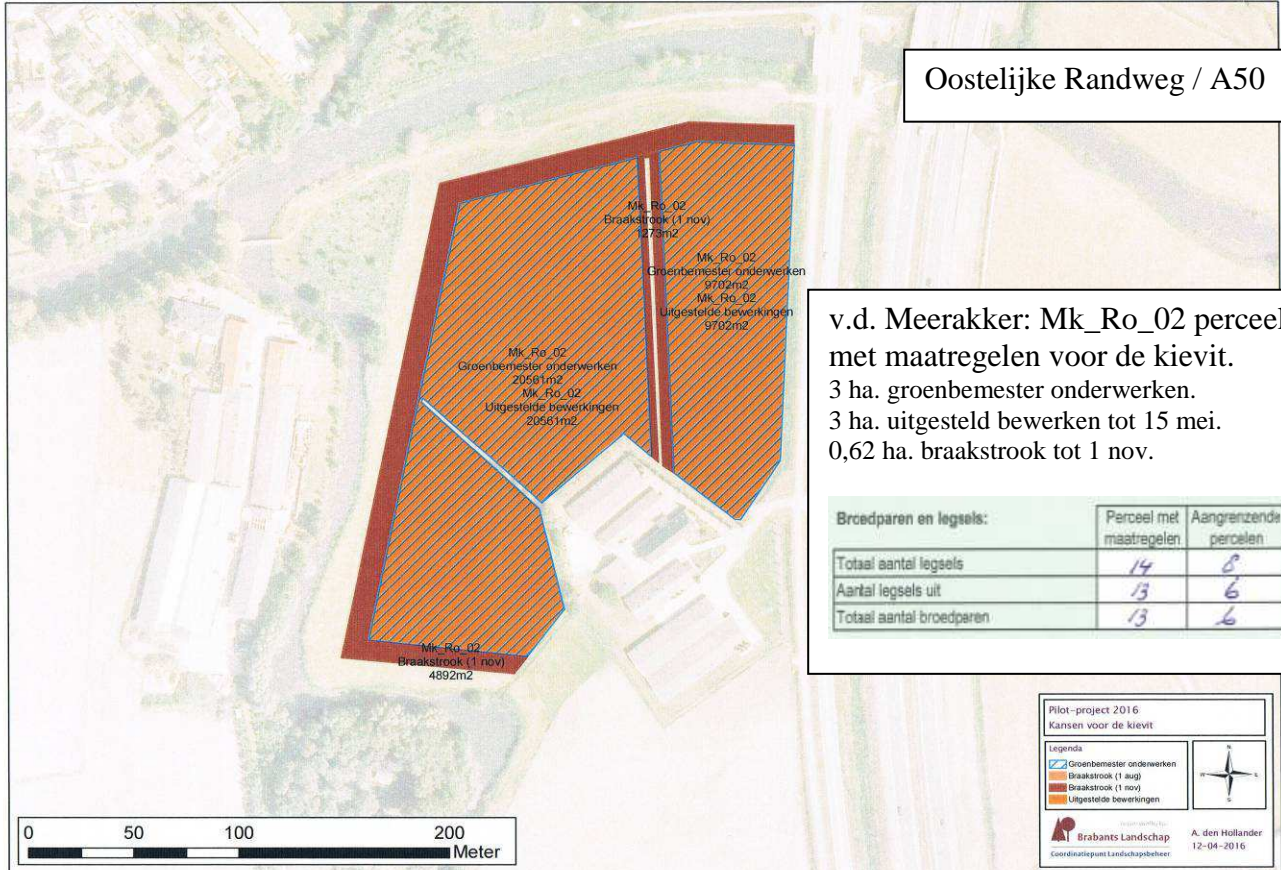 Oostelijke Randweg / A50
Mk_Ro_02
Braakstrook (1 nov)
1273m2
Mk_Ro_02
Groenbemester onderwerken
9702m2
Mk_Ro_02
Uitgestelde bewerkingen
9702m2
Mk_Ro_02
Groenbemester onderwerken
20561m2
Mk_Ro_02
Uitgestelde bewerkingen
20561m2
Mk_Ro_02
Braakstrook (1 nov)
4892m2
v.d. Meerakker: Mk_Ro_02 perceel
met maatregelen voor de kievit.
3 ha. groenbemester onderwerken.
3 ha. uitgesteld bewerken tot 15 mei.
0,62 ha. braakstrook tot 1 nov.
Broedparen en legsels: Perceel met maatregelen Aangrenzende percelen
Totaal aantal legsels 14 8
Aantal legsels uit 13 6
Totaal aantal broedparen 13 6
Pilot-project 2016
Kansen voor de kievit
Legenda
Groenbemester onderwerken
Braakstrook (1 aug)
Braakstrook (1 nov)
Uitgestelde bewerkingen
N
W E
S
Brabants Landschap
Coordinatiepunt Landschapsbeheer
A. den Hollander
12-04-2016
0 50 100 200
Meter